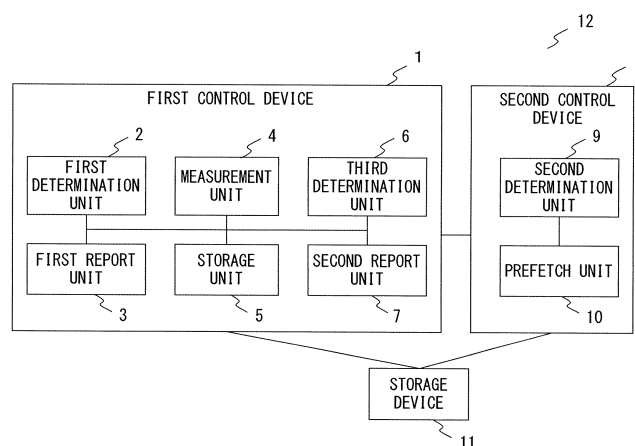 12
1
FIRST CONTROL DEVICE
SECOND CONTROL
DEVICE
2
4
6
9
FIRST
DETERMINATION
UNIT
MEASUREMENT
UNIT
THIRD
DETERMINATION
UNIT
SECOND
DETERMINATION
UNIT
FIRST REPORT
UNIT
STORAGE
UNIT
SECOND REPORT
UNIT
PREFETCH UNIT
3
5
7
10
STORAGE
DEVICE
11